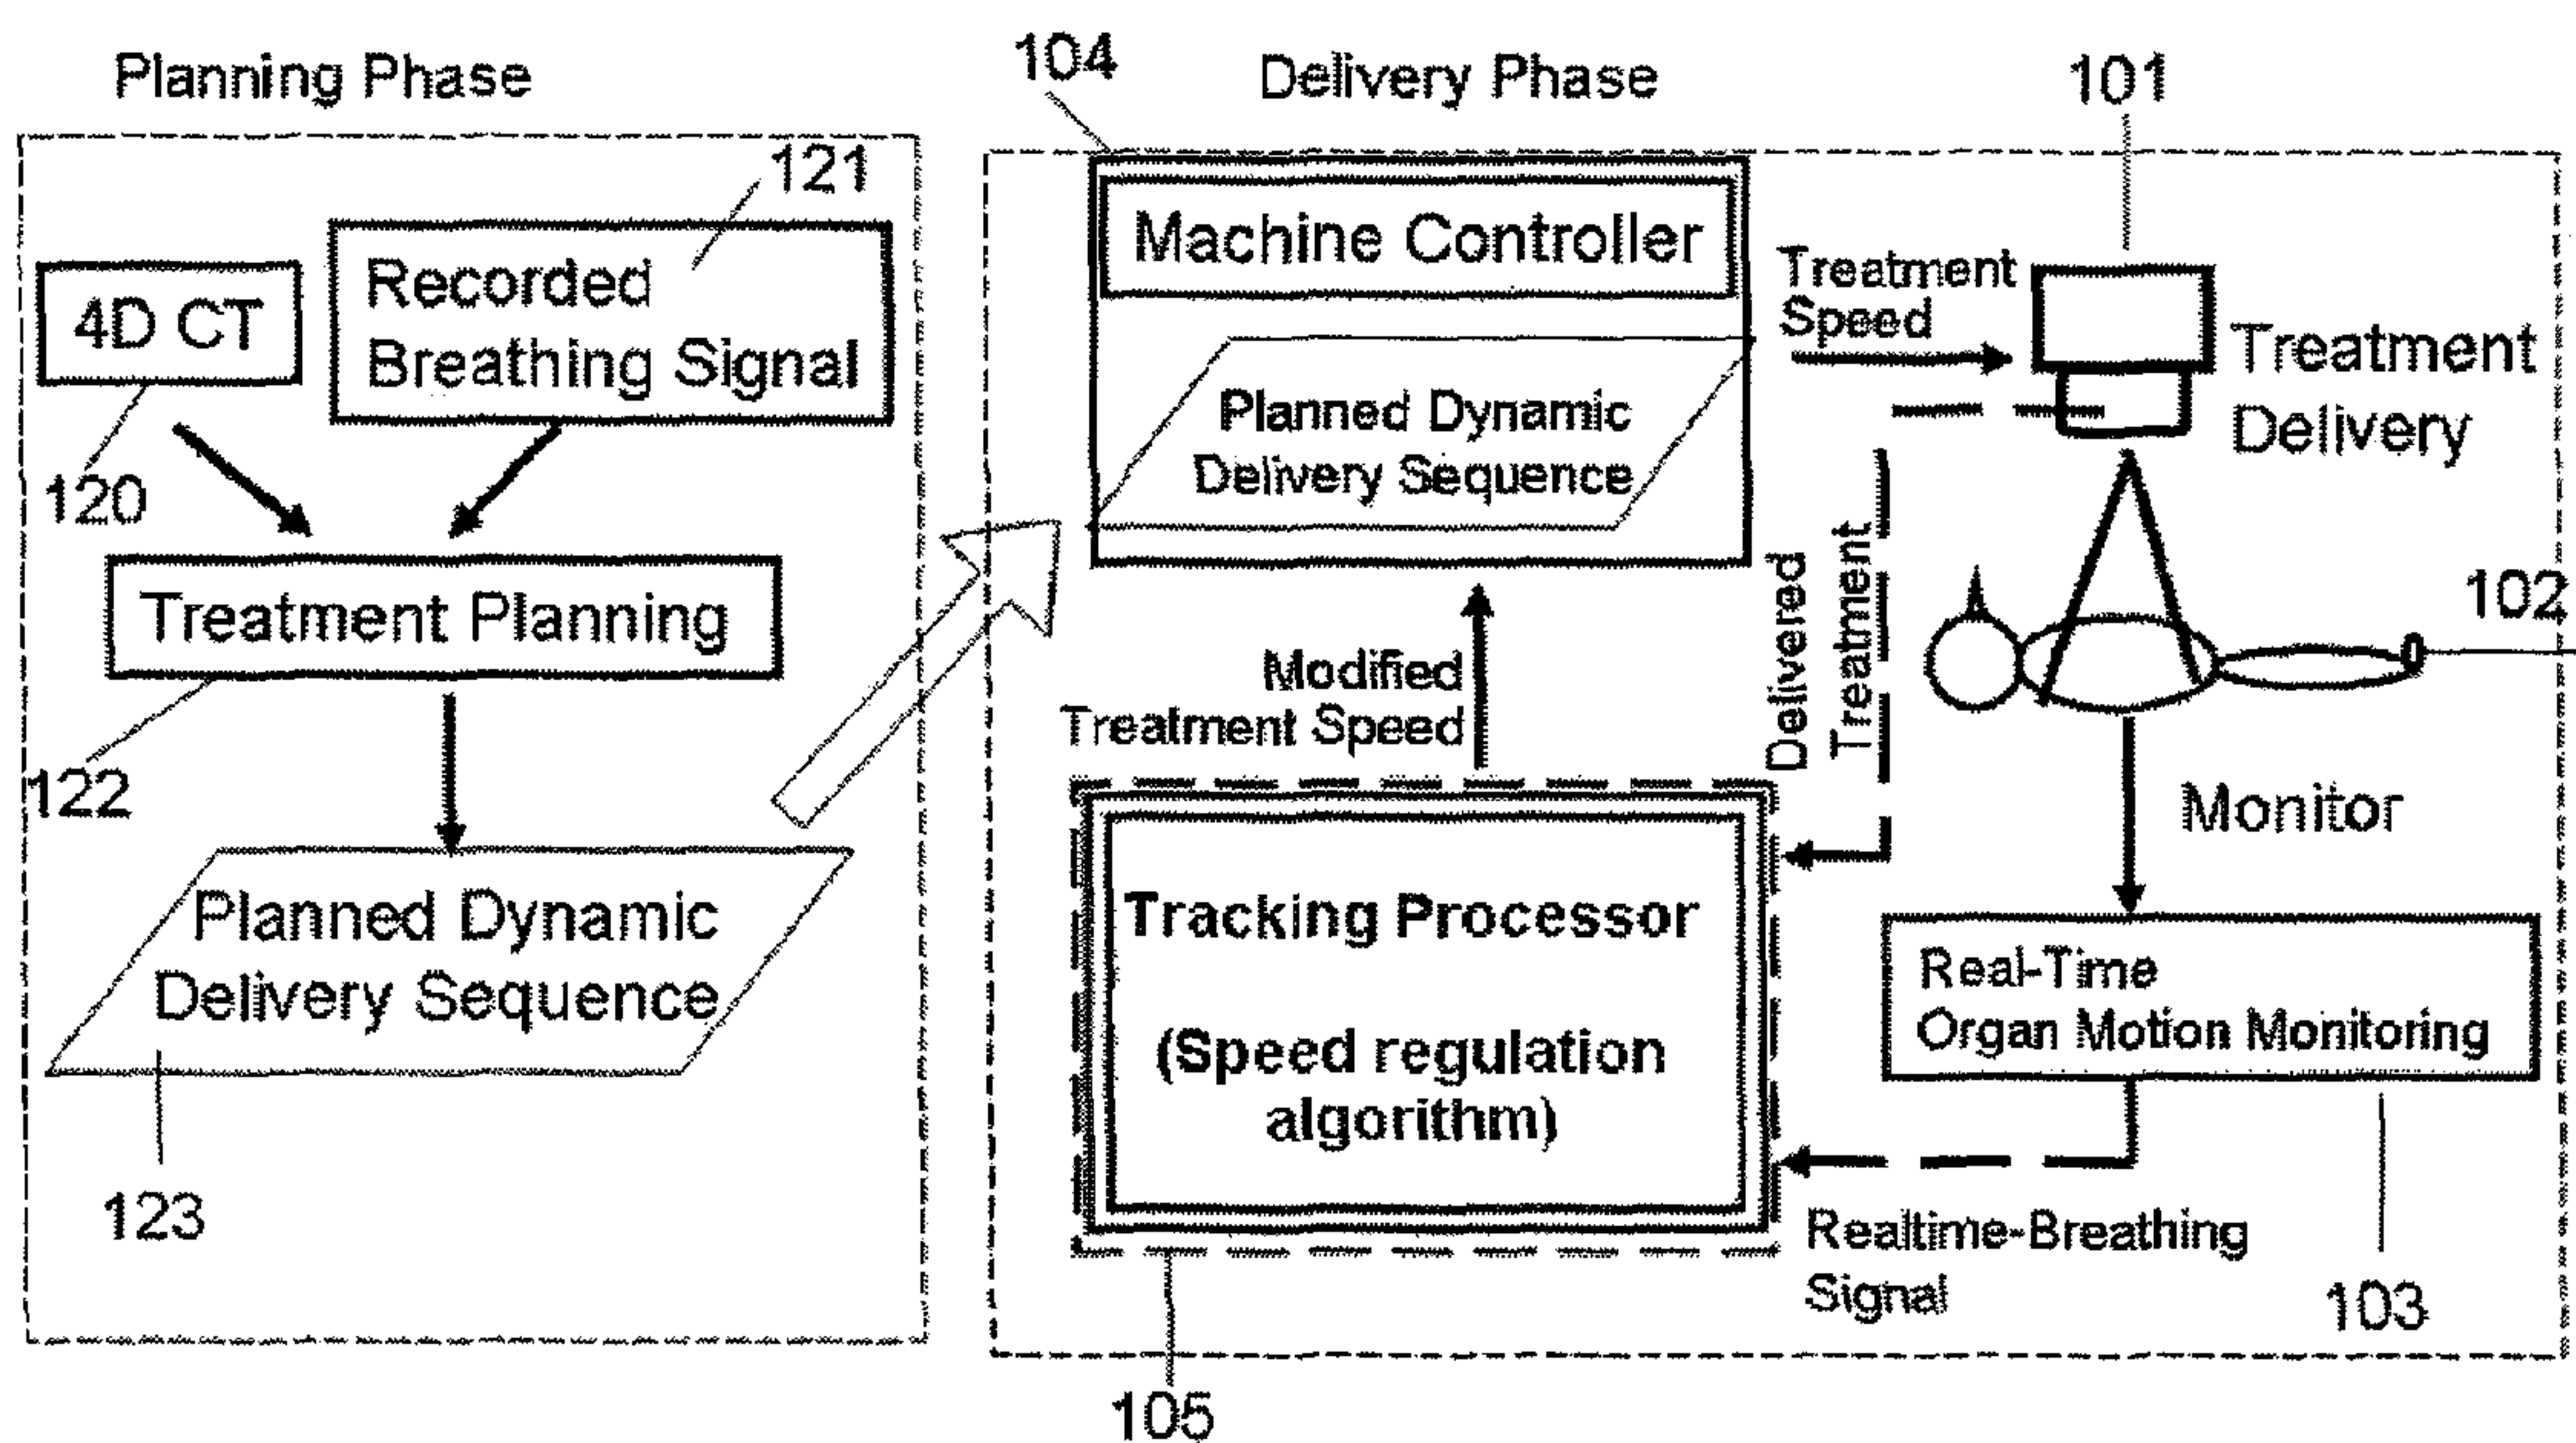 Planning Phase
121
4D CT
Recorded
Breathing Signal
120
Treatment Planning
122
Planned Dynamic
Delivery Sequence
123
104
Delivery Phase
101
Machine Controller
Planned Dynamic
Delivery Sequence
Treatment
Speed
Treatment
Delivery
102
Modified
Treatment Speed
Delivered
Treatment
Monitor
Tracking Processor
(Speed regulation
algorithm)
Real-Time
Organ Motion Monitoring
Realtime-Breathing
Signal
103
105